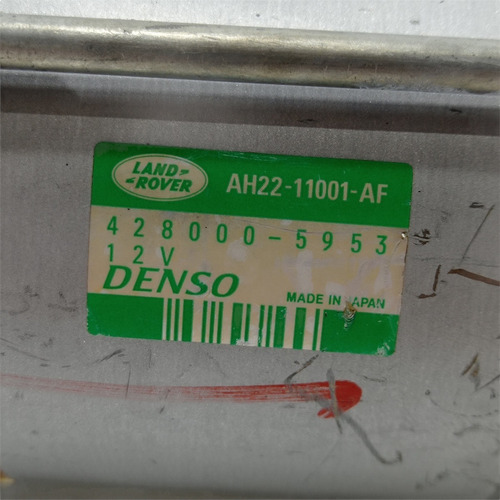 LAND-
-ROVER
AH22-11001-AF
428000-5953
12V
DENSO
MADE IN JAPAN